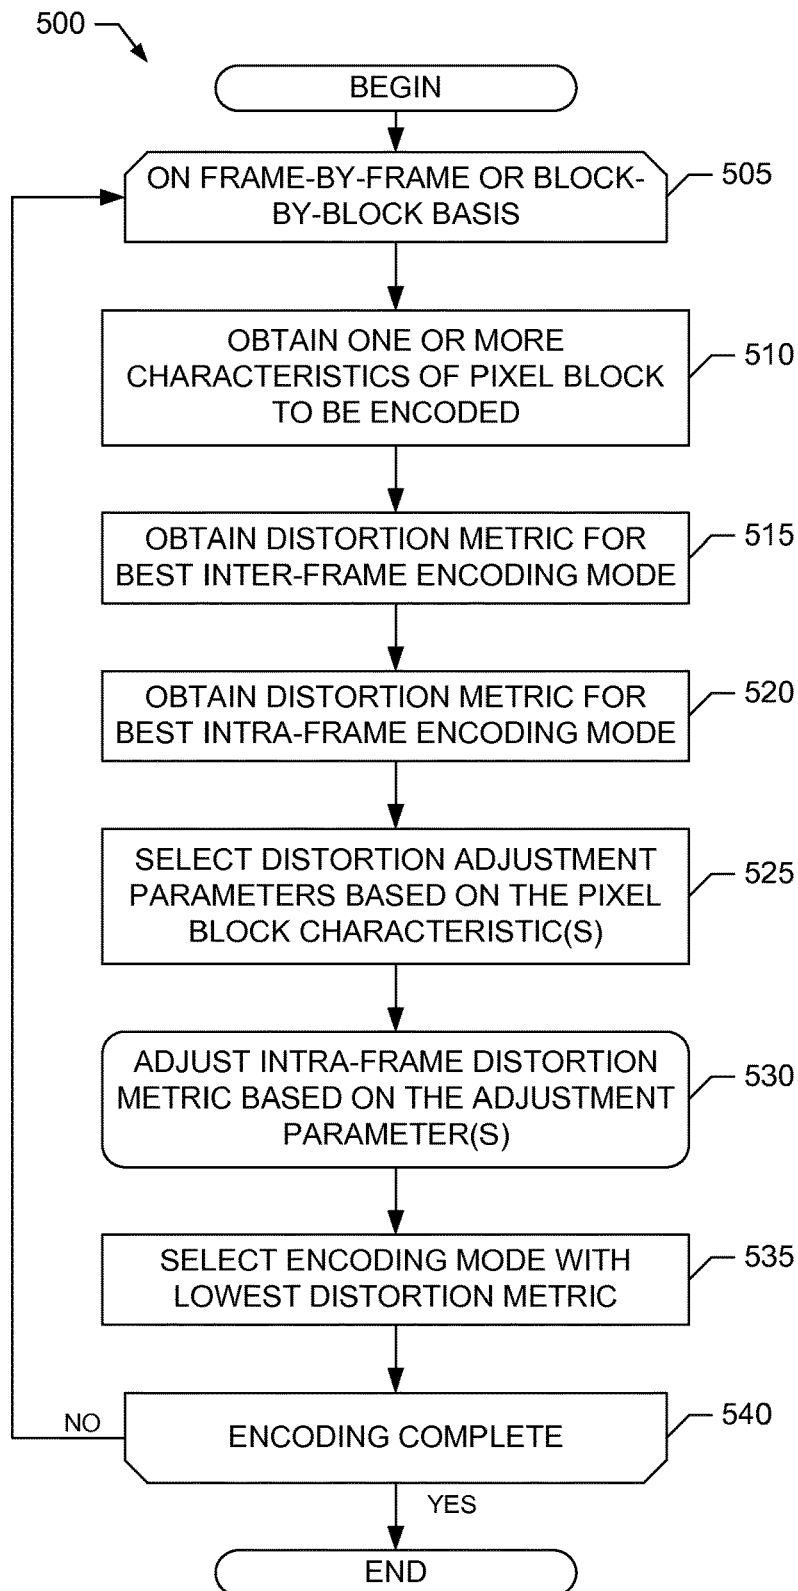 500
BEGIN
ON FRAME-BY-FRAME OR BLOCK-
BY-BLOCK BASIS
505
OBTAIN ONE OR MORE
CHARACTERISTICS OF PIXEL BLOCK
TO BE ENCODED
510
OBTAIN DISTORTION METRIC FOR
BEST INTER-FRAME ENCODING MODE
515
OBTAIN DISTORTION METRIC FOR
BEST INTRA-FRAME ENCODING MODE
520
SELECT DISTORTION ADJUSTMENT
PARAMETERS BASED ON THE PIXEL
BLOCK CHARACTERISTIC(S)
525
ADJUST INTRA-FRAME DISTORTION
METRIC BASED ON THE ADJUSTMENT
PARAMETER(S)
530
SELECT ENCODING MODE WITH
LOWEST DISTORTION METRIC
535
NO
ENCODING COMPLETE
540
YES
END